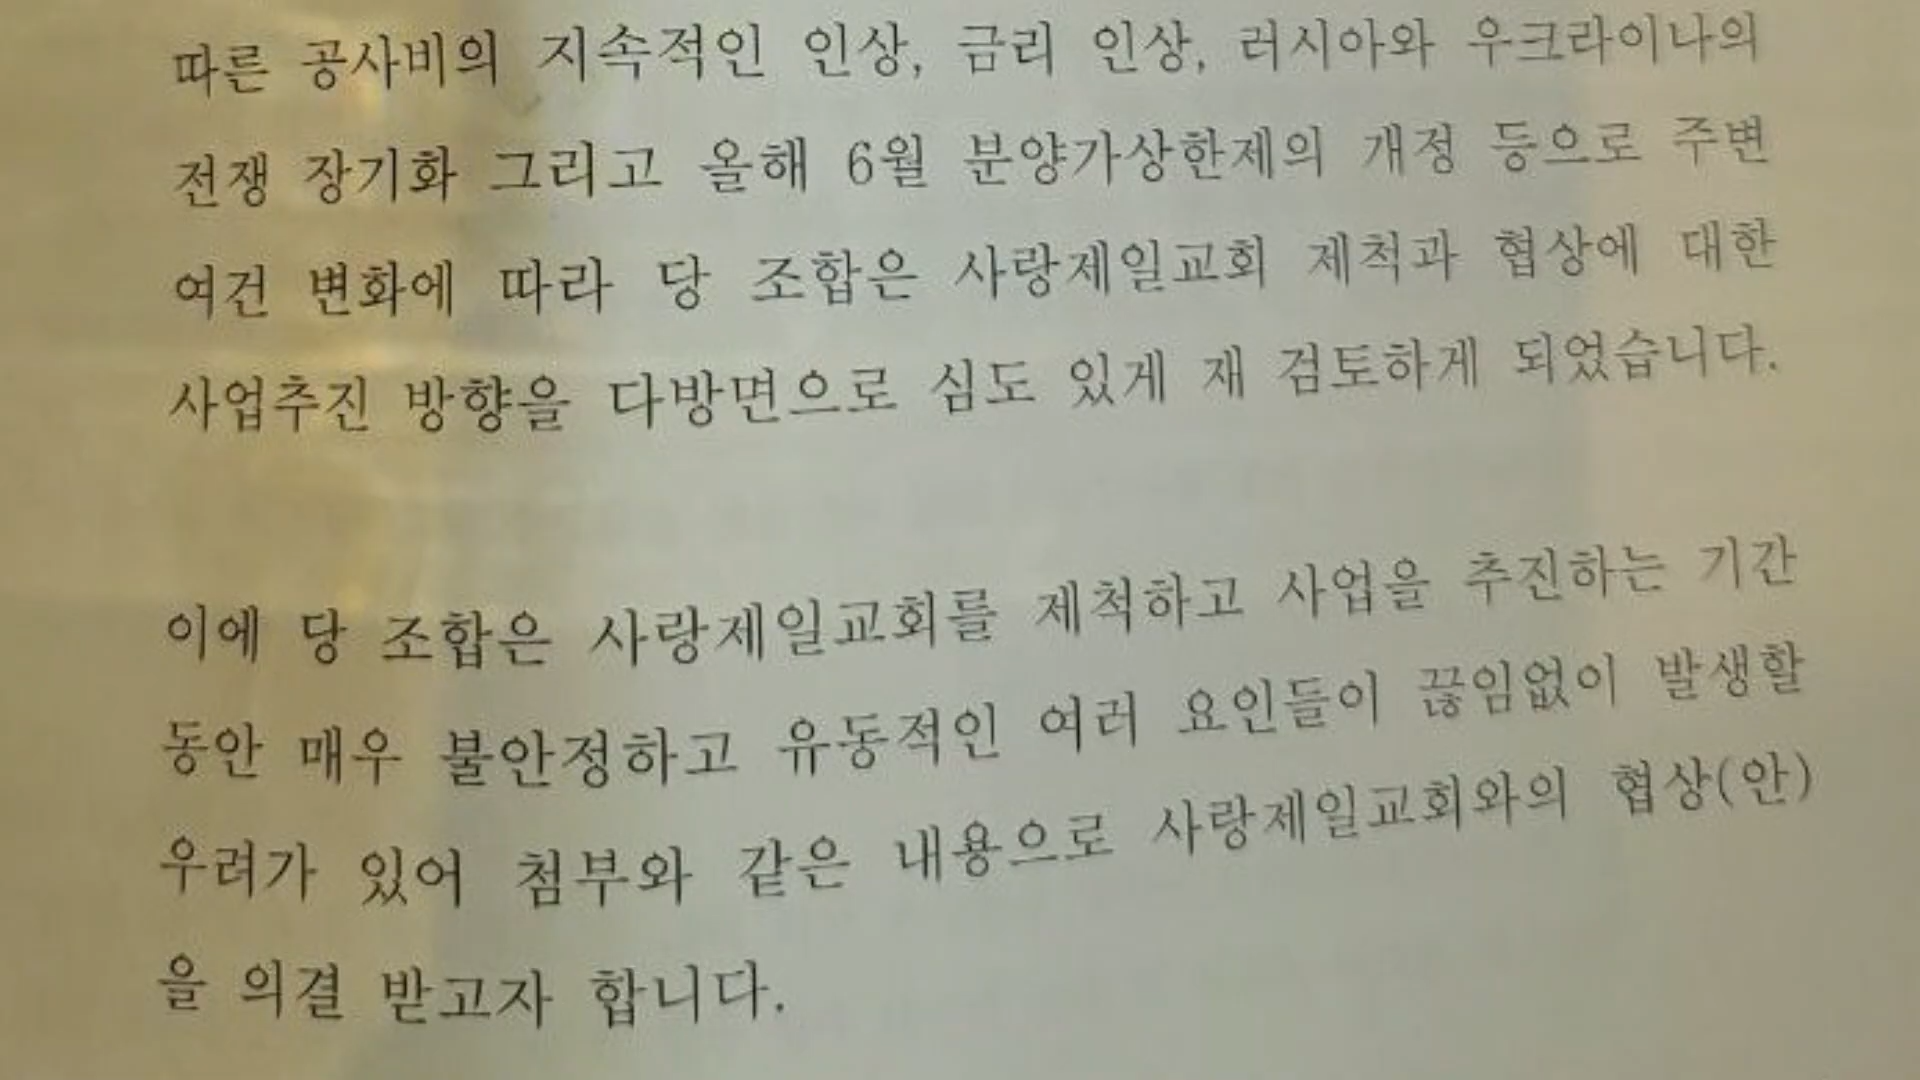 따른 공사비의 지속적인 인상, 금리 인상, 러시아와 우크라이나의
전쟁 장기화 그리고 올해 6월 분양가상한제의 개정 등으로 주변
여건 변화에 따라 당 조합은 사랑제일교회 제척과 협상에 대한
사업추진 방향을 다방면으로 심도 있게 재 검토하게 되었습니다.
이에 당 조합은 사랑제일교회를 제척하고 사업을 추진하는 기간
동안 매우 불안정하고 유동적인 여러 요인들이 끊임없이 발생할
우려가 있어 첨부와 같은 내용으로 사랑제일교회와의 협상(안)
을 의결 받고자 합니다.